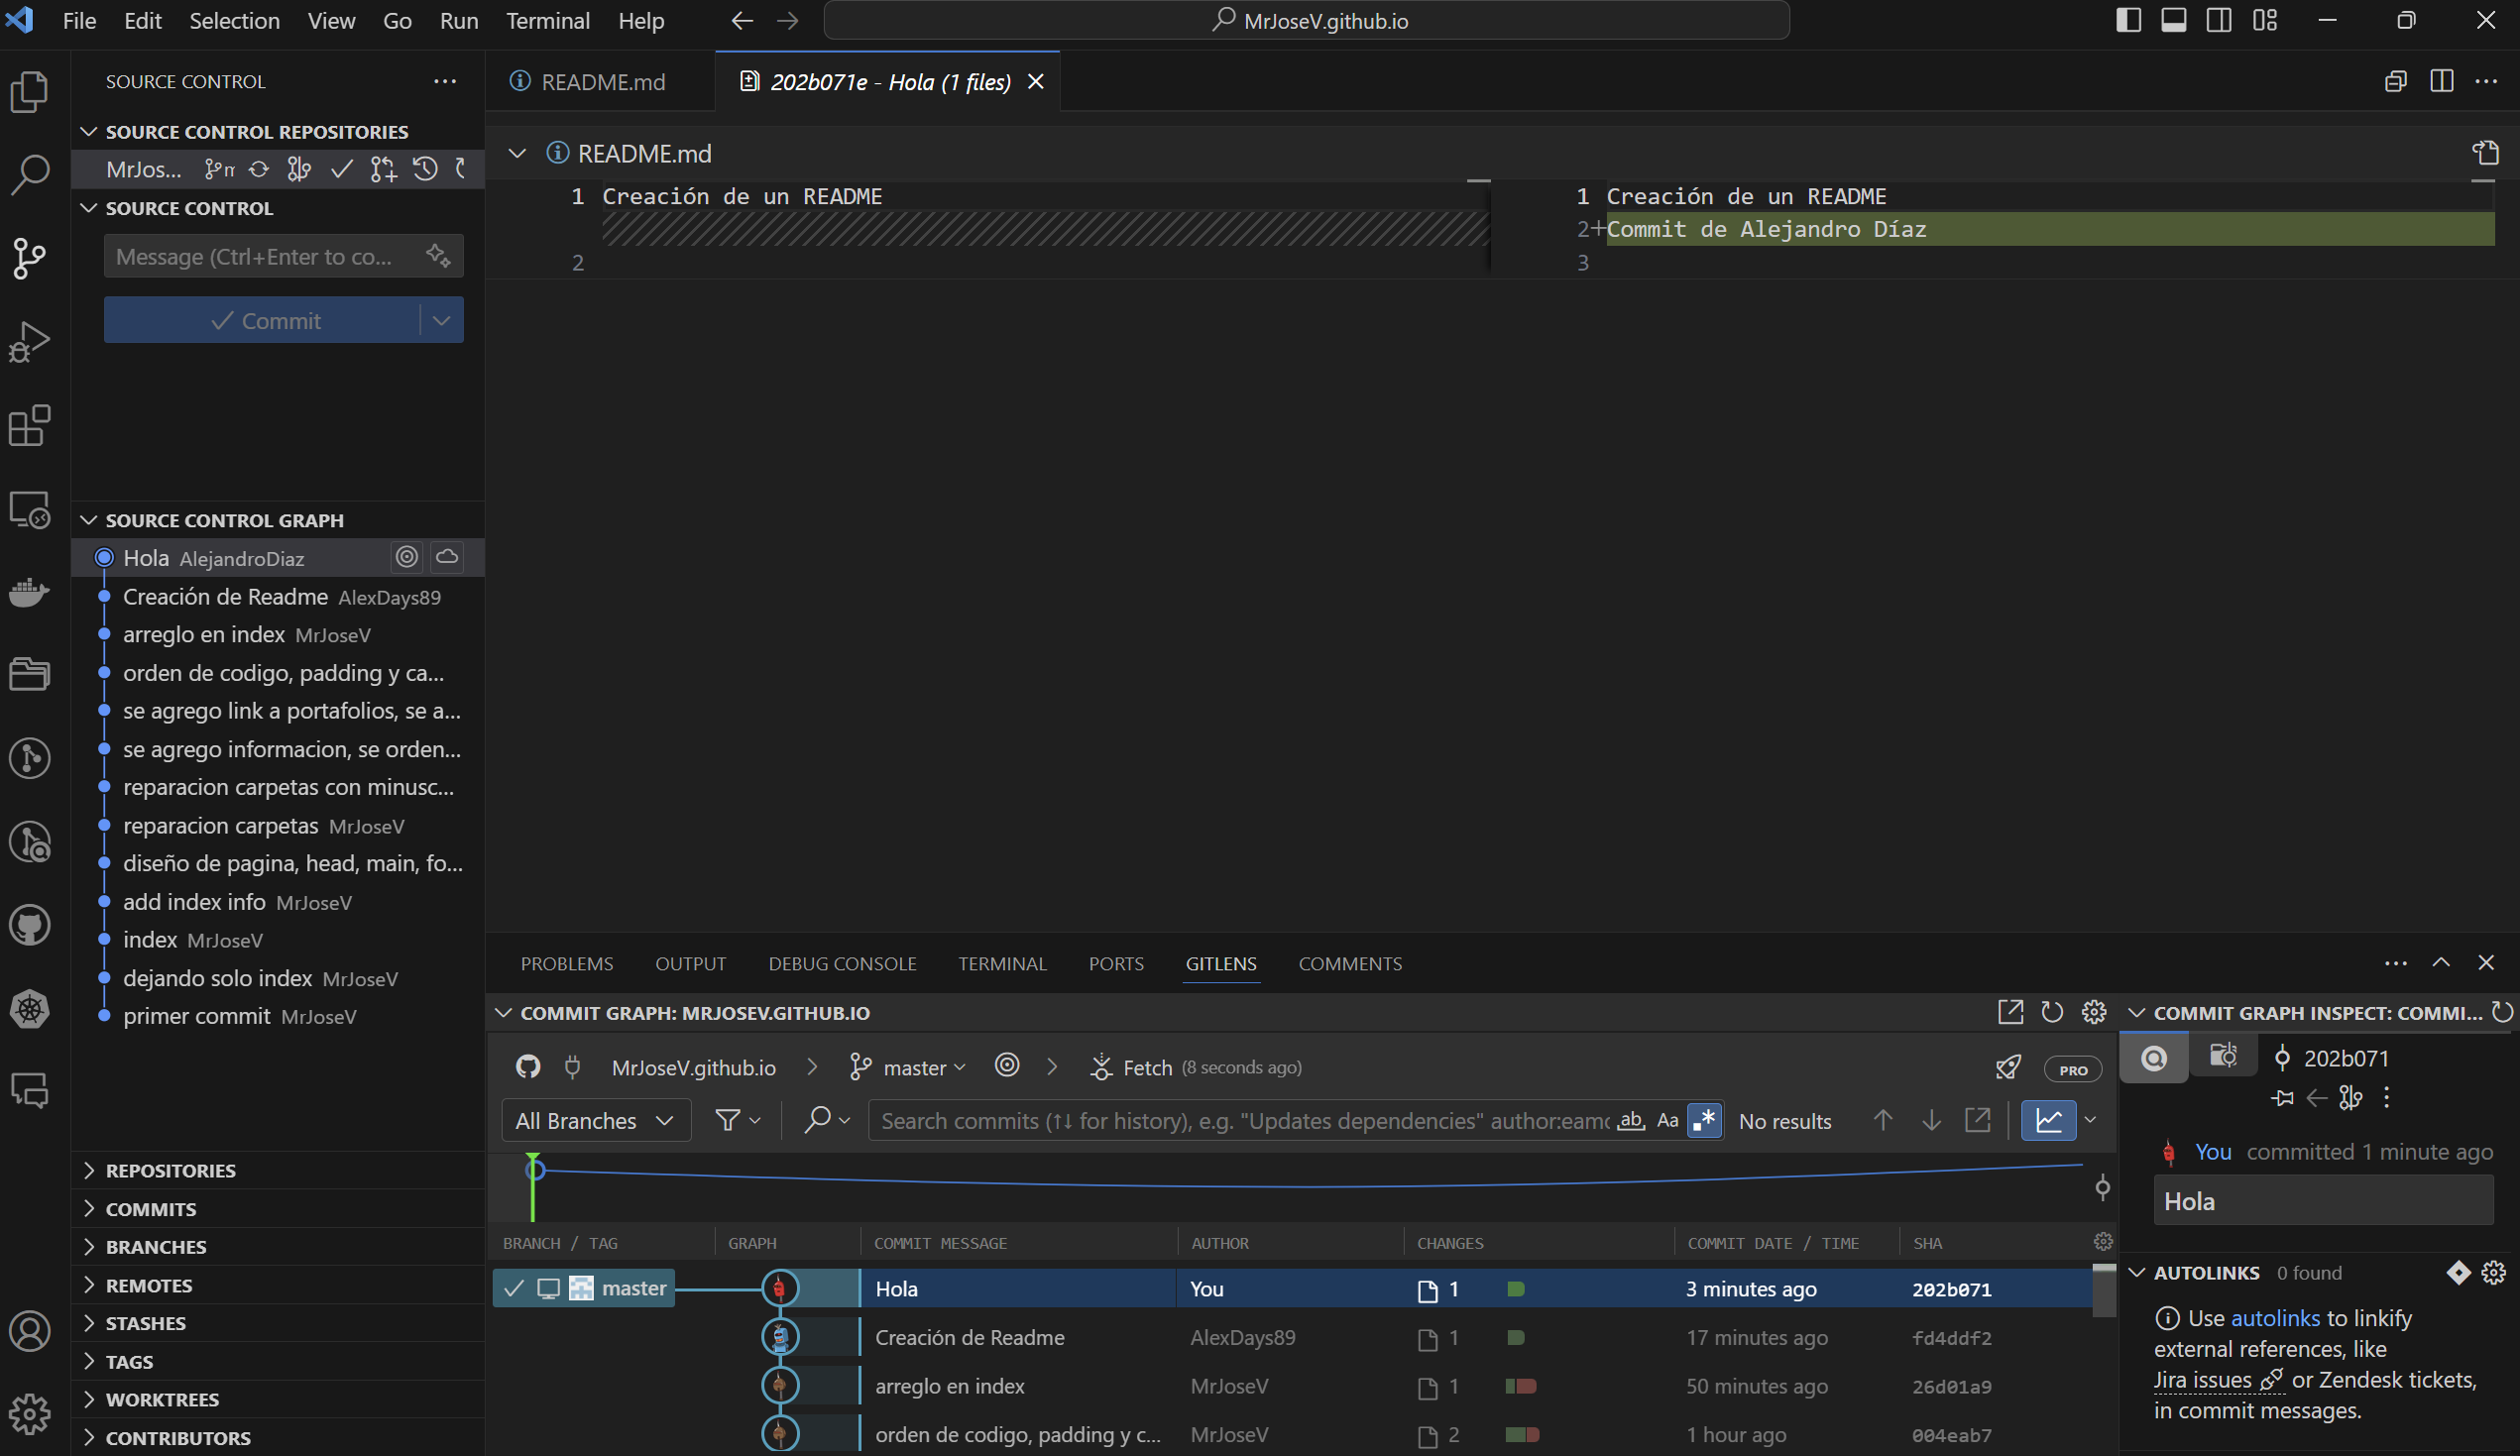 File Edit Selection View Go Run Terminal Help
MrJoseV.github.io
SOURCE CONTROL
README.md
202b071e - Hola (1 files)
SOURCE CONTROL REPOSITORIES
MrJos...
SOURCE CONTROL
Message (Ctrl+Enter to co...
Commit
README.md
1 Creación de un README
2
1 Creación de un README
2+Commit de Alejandro Díaz
3
SOURCE CONTROL GRAPH
Hola AlejandroDiaz
Creación de Readme AlexDays89
arreglo en index MrJoseV
orden de codigo, padding y ca...
se agrego link a portafolios, se a...
se agrego informacion, se orden...
reparacion carpetas con minusc...
reparacion carpetas MrJoseV
diseño de pagina, head, main, fo...
add index info MrJoseV
index MrJoseV
dejando solo index MrJoseV
primer commit MrJoseV
REPOSITORIES
COMMITS
BRANCHES
REMOTES
STASHES
TAGS
WORKTREES
CONTRIBUTORS
PROBLEMS OUTPUT DEBUG CONSOLE TERMINAL PORTS GITLENS COMMENTS
COMMIT GRAPH: MRJOSEV.GITHUB.IO
MrJoseV.github.io master Fetch (8 seconds ago) PRO
All Branches Search commits (↑↓ for history), e.g. "Updates dependencies" author:eamo ab Aa .* No results
BRANCH / TAG GRAPH COMMIT MESSAGE AUTHOR CHANGES COMMIT DATE / TIME SHA
master Hola You 1 3 minutes ago 202b071
Creación de Readme AlexDays89 1 17 minutes ago fd4ddf2
arreglo en index MrJoseV 1 50 minutes ago 26d01a9
orden de codigo, padding y c... MrJoseV 2 1 hour ago 004eab7
COMMIT GRAPH INSPECT: COMMI...
202b071
You committed 1 minute ago
Hola
AUTOLINKS 0 found
Use autolinks to linkify
external references, like
Jira issues or Zendesk tickets,
in commit messages.